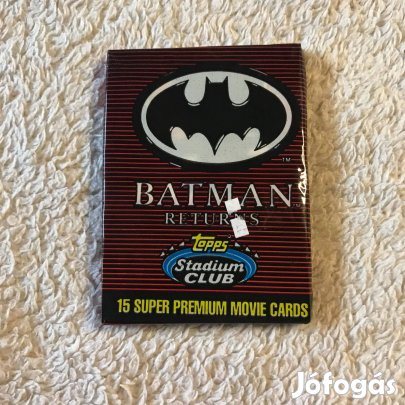 TM
BATMAN
RETURNS
topps
Stadium
CLUB
15 SUPER PREMIUM MOVIE CARDS
Jófogás